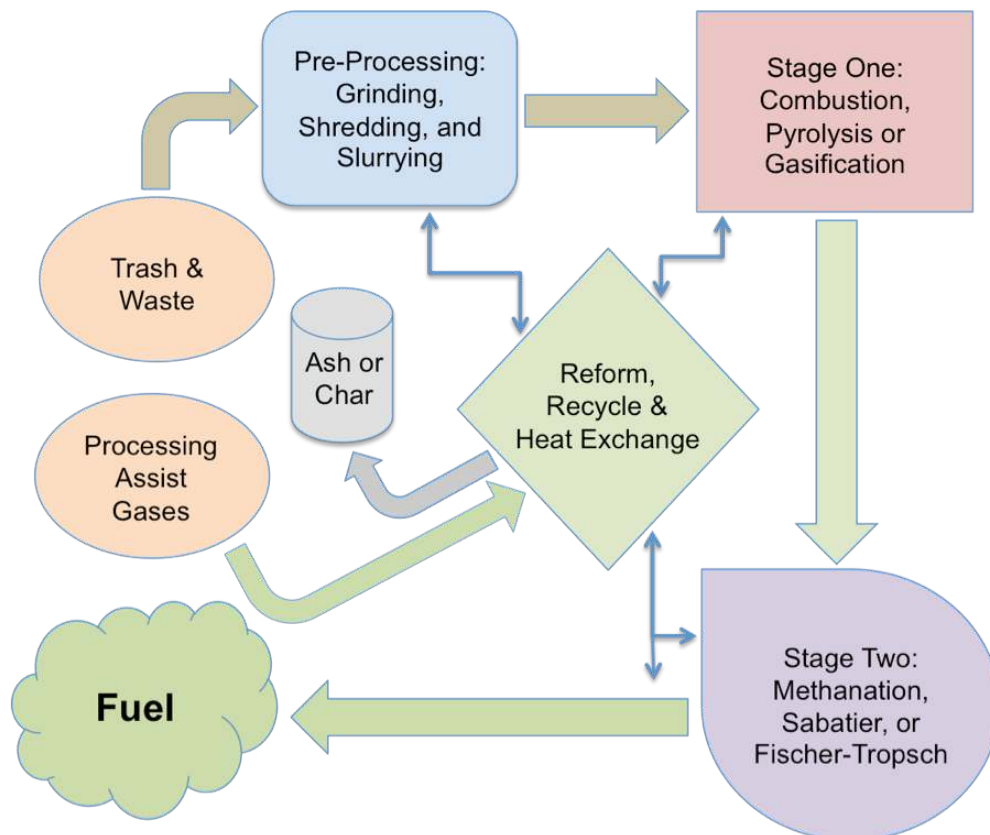 Pre-Processing:
Grinding,
Shredding, and
Slurrying
Stage One:
Combustion,
Pyrolysis or
Gasification
Trash &
Waste
Ash or
Char
Reform,
Recycle &
Heat Exchange
Processing
Assist
Gases
Fuel
Stage Two:
Methanation,
Sabatier, or
Fischer-Tropsch